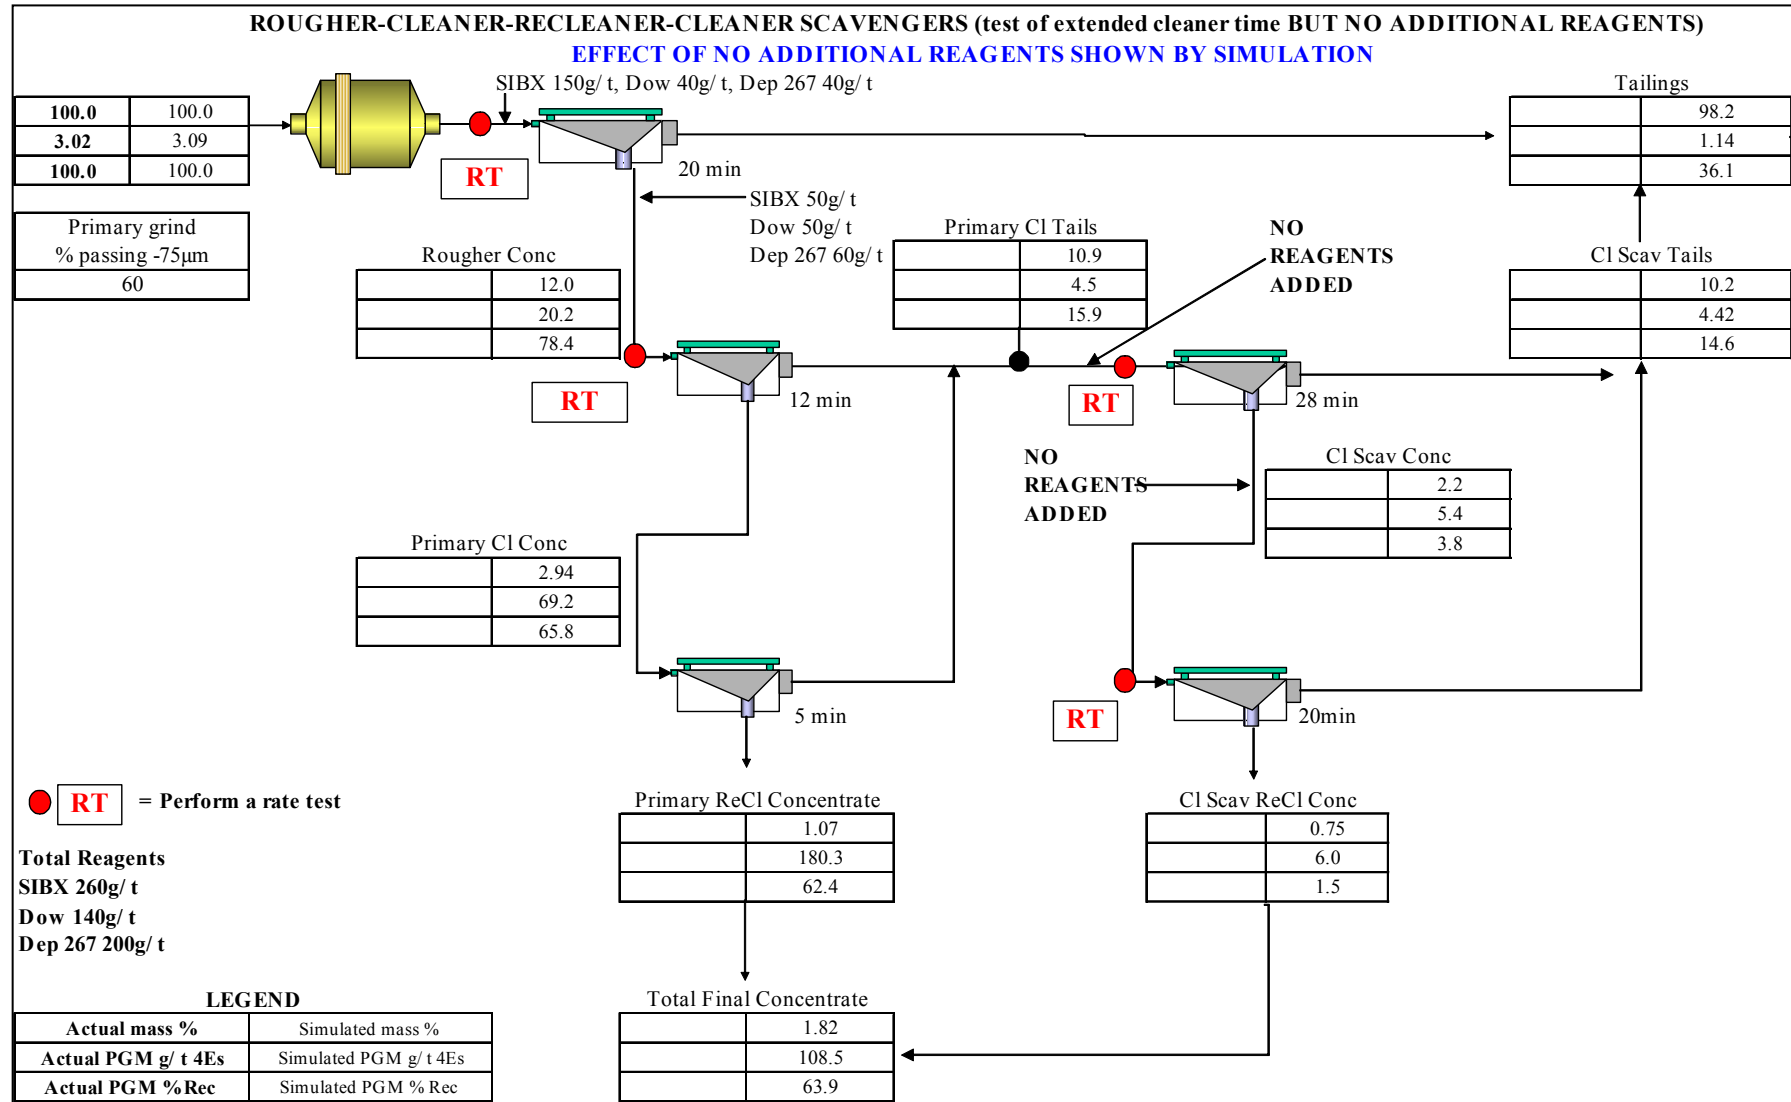 ROUGHER-CLEANER-RECLEANER-CLEANER SCAVENGERS (test of extended cleaner time BUT NO ADDITIONAL REAGENTS)
EFFECT OF NO ADDITIONAL REAGENTS SHOWN BY SIMULATION
SIBX 150g/ t, Dow 40g/ t, Dep 267 40g/ t
100.0 100.0
3.02 3.09
100.0 100.0
RT
20 min
Tailings
98.2
1.14
36.1
Primary grind
% passing -75µm
60
SIBX 50g/ t
Dow 50g/ t
Dep 267 60g/ t
Rougher Conc
12.0
20.2
78.4
Primary Cl Tails
10.9
4.5
15.9
NO
REAGENTS
ADDED
Cl Scav Tails
10.2
4.42
14.6
RT
12 min
RT
28 min
NO
REAGENTS
ADDED
Cl Scav Conc
2.2
5.4
3.8
Primary Cl Conc
2.94
69.2
65.8
5 min
RT
20min
RT = Perform a rate test
Primary ReCl Concentrate
1.07
180.3
62.4
Cl Scav ReCl Conc
0.75
6.0
1.5
Total Reagents
SIBX 260g/ t
Dow 140g/ t
Dep 267 200g/ t
LEGEND
Actual mass % Simulated mass %
Actual PGM g/ t 4Es Simulated PGM g/ t 4Es
Actual PGM %Rec Simulated PGM % Rec
Total Final Concentrate
1.82
108.5
63.9